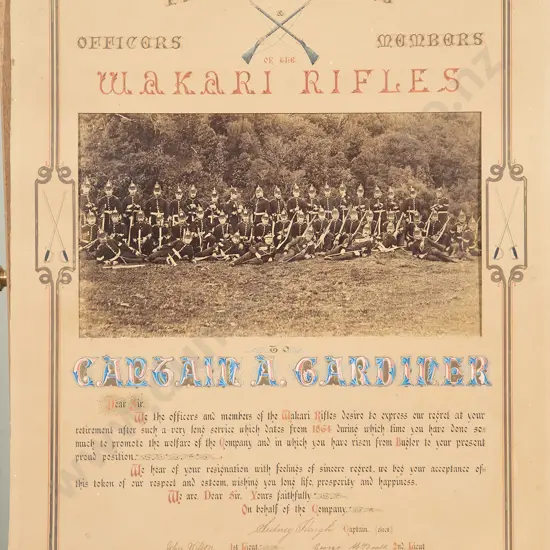 OFFICERS & MEMBERS
OF THE
WAKARI RIFLES
TO
CAPTAIN A. GARDINER
Dear Sir,
We the officers and members of the Wakari Rifles desire to express our regret at your
retirement after such a very long service which dates from 1864 during which time you have done so
much to promote the welfare of the Company and in which you have risen from Bugler to your present
proud position.
We hear of your resignation with feelings of sincere regret, we beg your acceptance of
this token of our respect and esteem, wishing you long life, prosperity and happiness.
We are, Dear Sir, Yours faithfully
On behalf of the Company.
Captain
1st Lieut 2nd Lieut